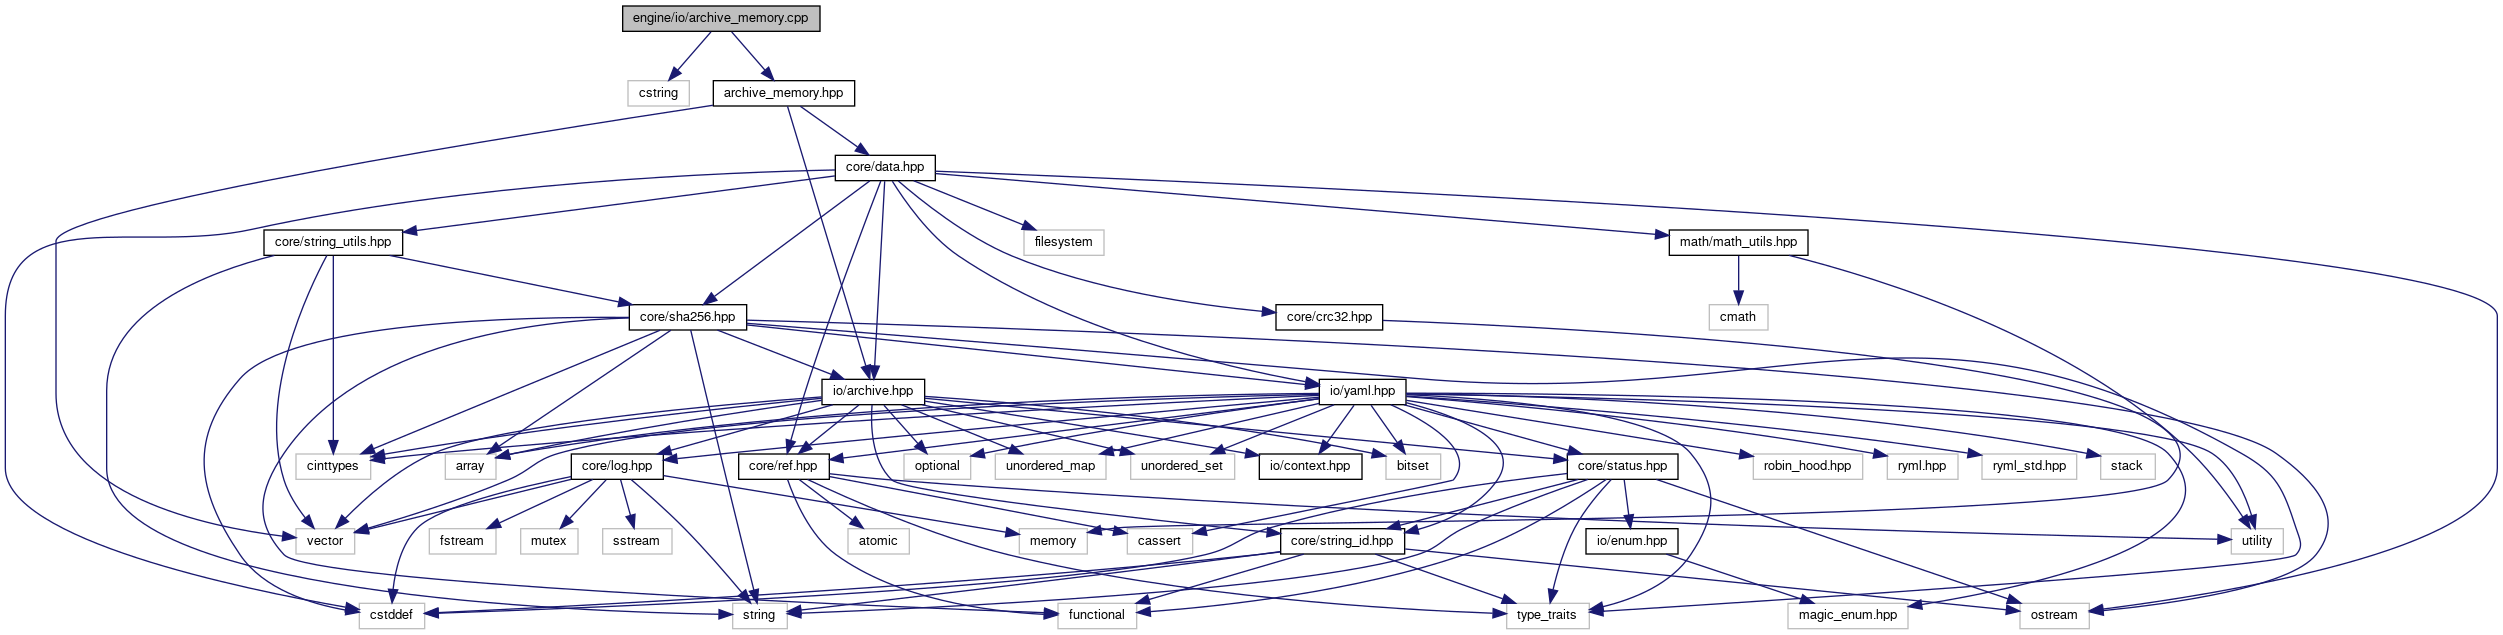 engine/io/archive_memory.cpp
cstring
archive_memory.hpp
core/data.hpp
core/string_utils.hpp
filesystem
math/math_utils.hpp
core/sha256.hpp
core/crc32.hpp
cmath
io/archive.hpp
io/yaml.hpp
cinttypes
array
core/log.hpp
core/ref.hpp
optional
unordered_map
unordered_set
io/context.hpp
bitset
core/status.hpp
robin_hood.hpp
ryml.hpp
ryml_std.hpp
stack
vector
fstream
mutex
sstream
atomic
memory
cassert
core/string_id.hpp
io/enum.hpp
utility
cstddef
string
functional
type_traits
magic_enum.hpp
ostream